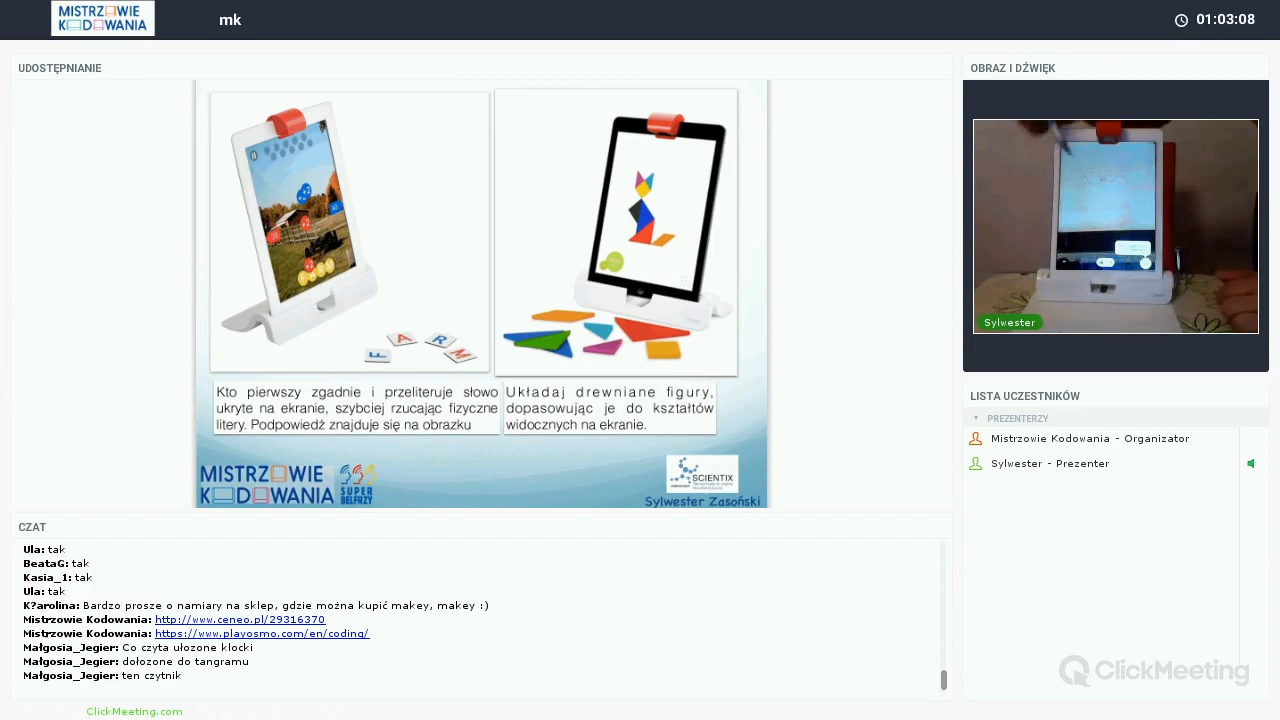 MISTRZOWIE
KODOWANIA
mk
01:03:08
UDOSTĘPNIANIE
OBRAZ I DŹWIĘK
F A R M
Kto pierwszy zgadnie i przeliteruje słowo
ukryte na ekranie, szybciej rzucając fizyczne
litery. Podpowiedź znajduje się na obrazku
Układaj drewniane figury,
dopasowując je do kształtów
widocznych na ekranie.
MISTRZOWIE
KODOWANIA
SUPER
BELFRZY
SCIENTIX
Sylwester Zasoński
Sylwester
LISTA UCZESTNIKÓW
PREZENTERZY
Mistrzowie Kodowania - Organizator
Sylwester - Prezenter
CZAT
Ula: tak
BeataG: tak
Kasia_1: tak
Ula: tak
K?arolina: Bardzo prosze o namiary na sklep, gdzie można kupić makey, makey :)
Mistrzowie Kodowania: http://www.ceneo.pl/29316370
Mistrzowie Kodowania: https://www.playosmo.com/en/coding/
Małgosia_Jegier: Co czyta ułozone klocki
Małgosia_Jegier: dołozone do tangramu
Małgosia_Jegier: ten czytnik
ClickMeeting
ClickMeeting.com